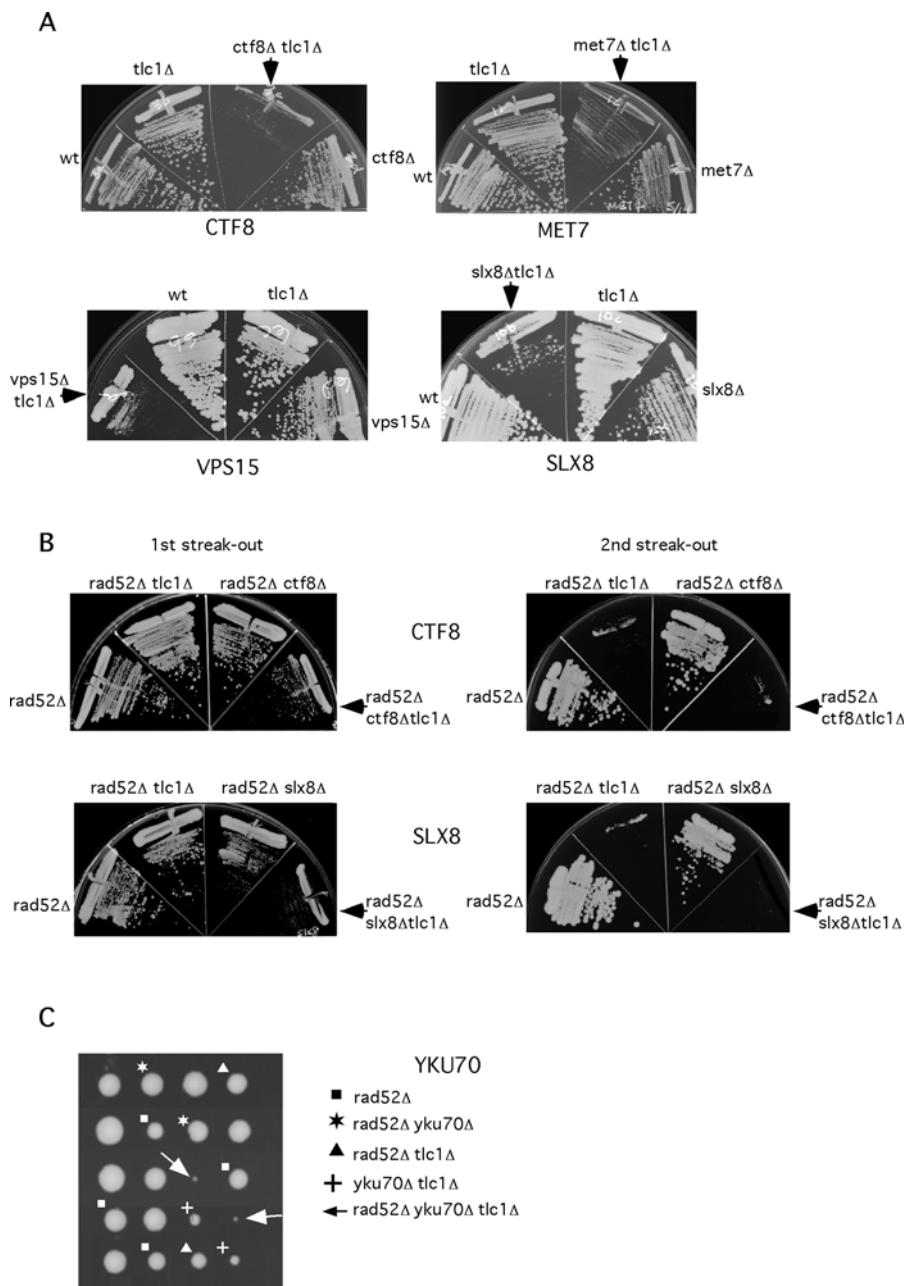 A
ctf8Δ tlc1Δ
met7Δ tlc1Δ
tlc1Δ
tlc1Δ
wt
ctf8Δ
wt
met7Δ
CTF8
MET7
slx8Δtlc1Δ
wt
tlc1Δ
tlc1Δ
vps15Δ
tlc1Δ
vps15Δ
wt
slx8Δ
VPS15
SLX8
B
1st streak-out
2nd streak-out
rad52Δ tlc1Δ
rad52Δ ctf8Δ
rad52Δ tlc1Δ
rad52Δ ctf8Δ
CTF8
rad52Δ
rad52Δ
ctf8Δtlc1Δ
rad52Δ
rad52Δ
ctf8Δtlc1Δ
rad52Δ tlc1Δ
rad52Δ slx8Δ
rad52Δ tlc1Δ
rad52Δ slx8Δ
SLX8
rad52Δ
rad52Δ
slx8Δtlc1Δ
rad52Δ
rad52Δ
slx8Δtlc1Δ
C
YKU70
rad52Δ
rad52Δ yku70Δ
rad52Δ tlc1Δ
yku70Δ tlc1Δ
rad52Δ yku70Δ tlc1Δ